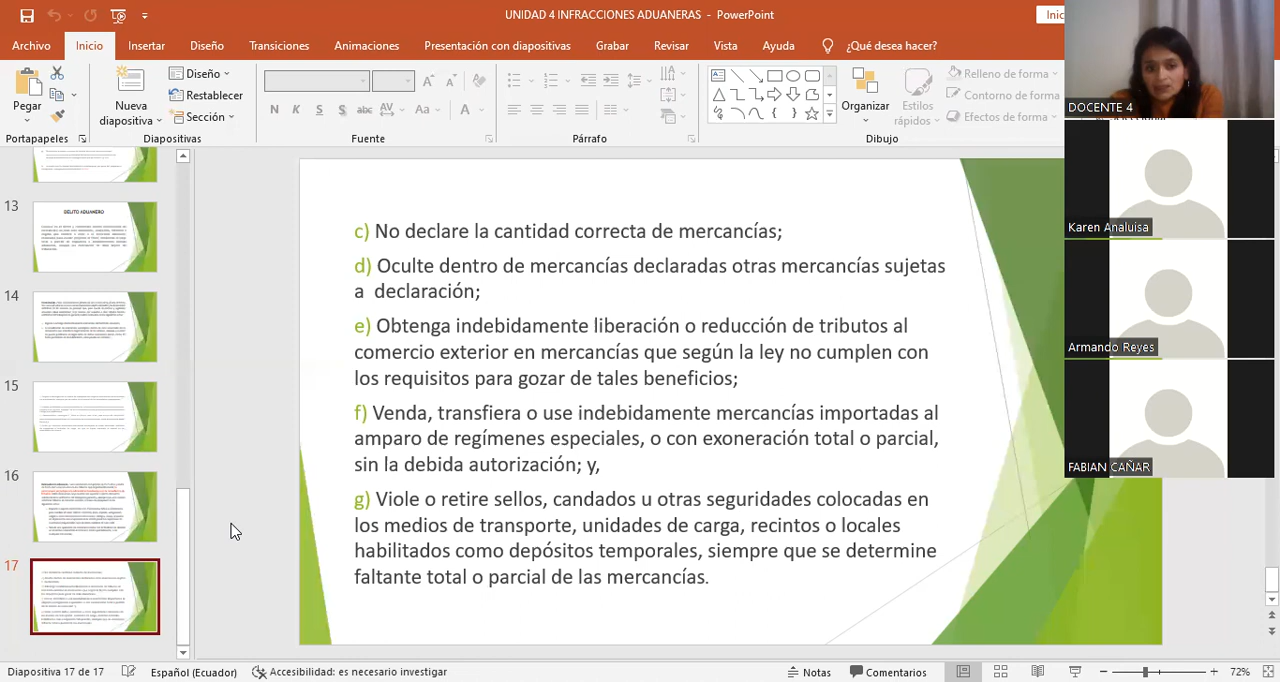 UNIDAD 4 INFRACCIONES ADUANERAS - PowerPoint
Inic
Archivo Inicio Insertar Diseño Transiciones Animaciones Presentación con diapositivas Grabar Revisar Vista Ayuda ¿Qué desea hacer?
Pegar
Nueva diapositiva
Diseño
Restablecer
Sección
N K S S abc AV Aa A
Organizar
Estilos rápidos
Relleno de forma
Contorno de forma
Efectos de forma
Portapapeles Diapositivas Fuente Párrafo Dibujo
DOCENTE 4
Karen Analuisa
Armando Reyes
FABIAN CAÑAR
13
DELITO ADUANERO
14
15
16
17
c) No declare la cantidad correcta de mercancías;
d) Oculte dentro de mercancías declaradas otras mercancías sujetas
a declaración;
e) Obtenga indebidamente liberación o reducción de tributos al
comercio exterior en mercancías que según la ley no cumplen con
los requisitos para gozar de tales beneficios;
f) Venda, transfiera o use indebidamente mercancías importadas al
amparo de regímenes especiales, o con exoneración total o parcial,
sin la debida autorización; y,
g) Viole o retire sellos, candados u otras seguridades colocadas en
los medios de transporte, unidades de carga, recintos o locales
habilitados como depósitos temporales, siempre que se determine
faltante total o parcial de las mercancías.
Diapositiva 17 de 17 Español (Ecuador) Accesibilidad: es necesario investigar Notas Comentarios 72%